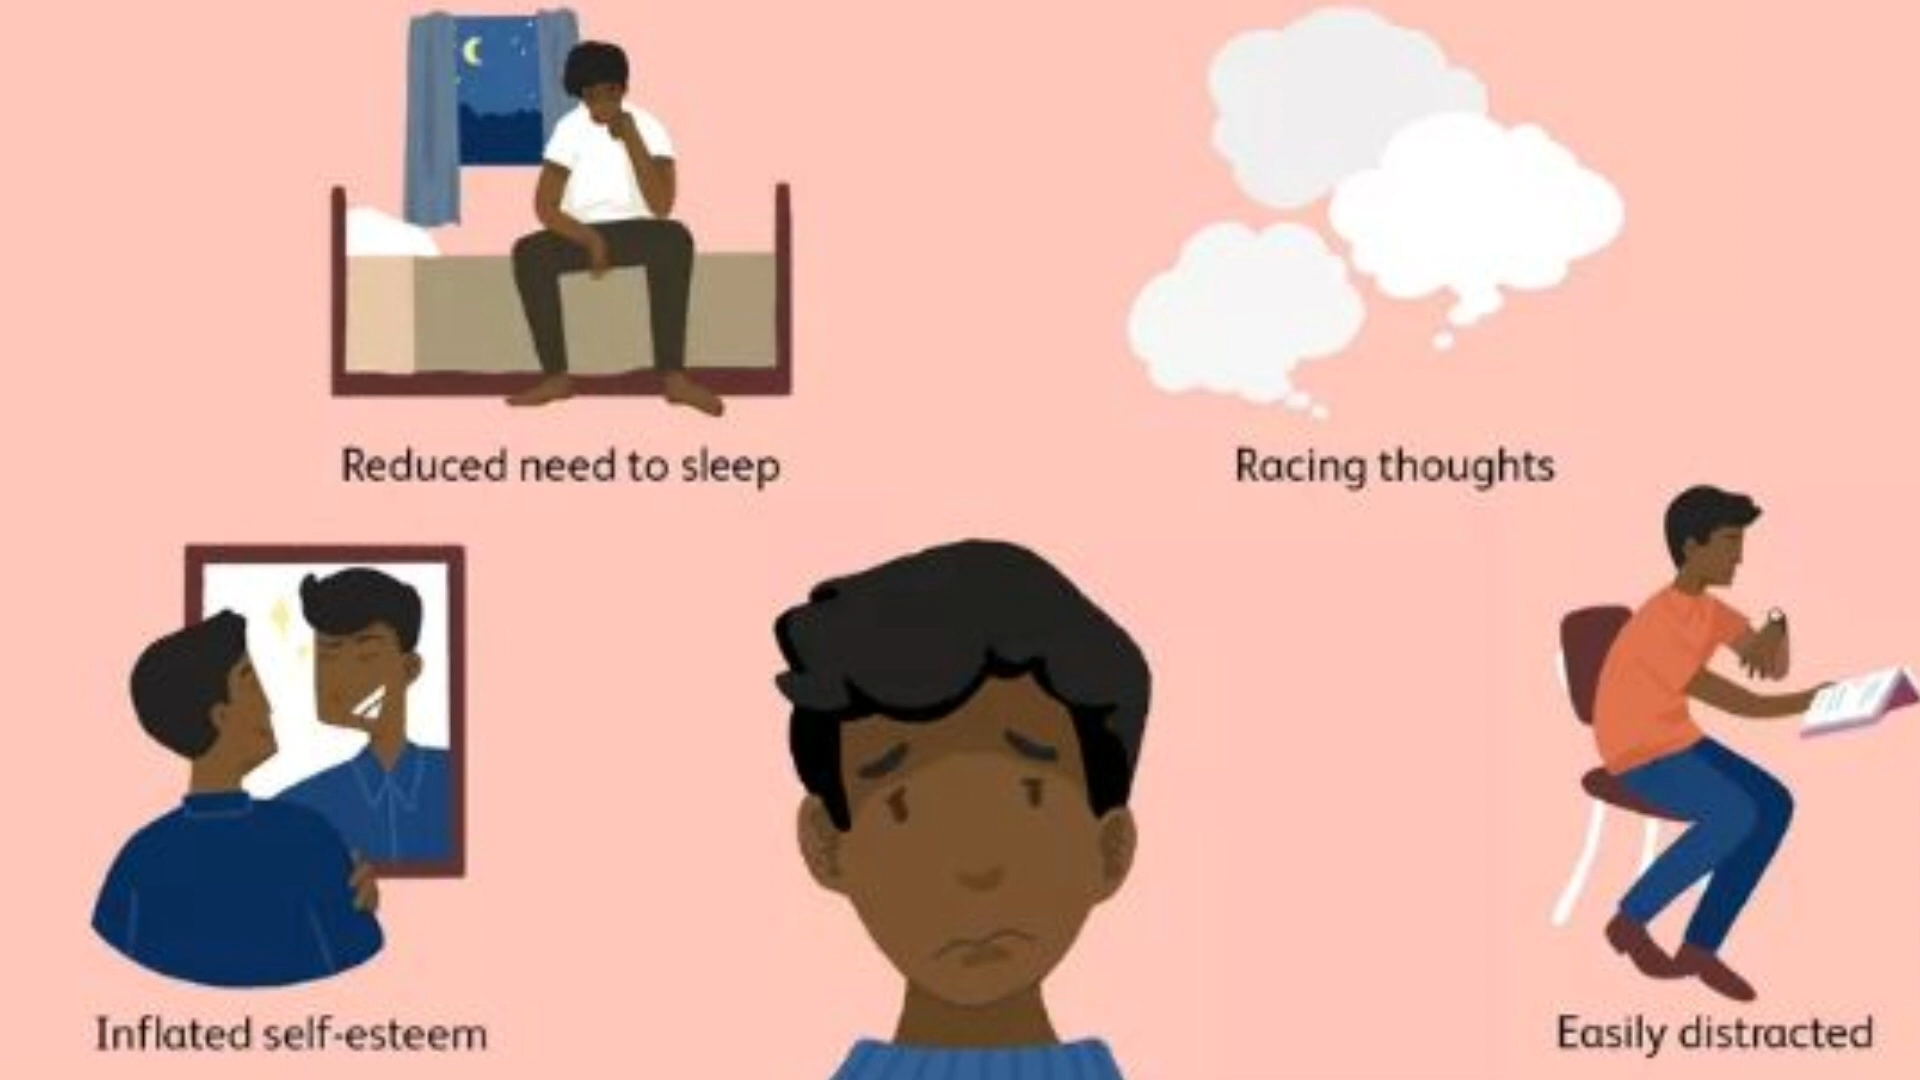 Reduced need to sleep
Racing thoughts
Inflated self-esteem
Easily distracted